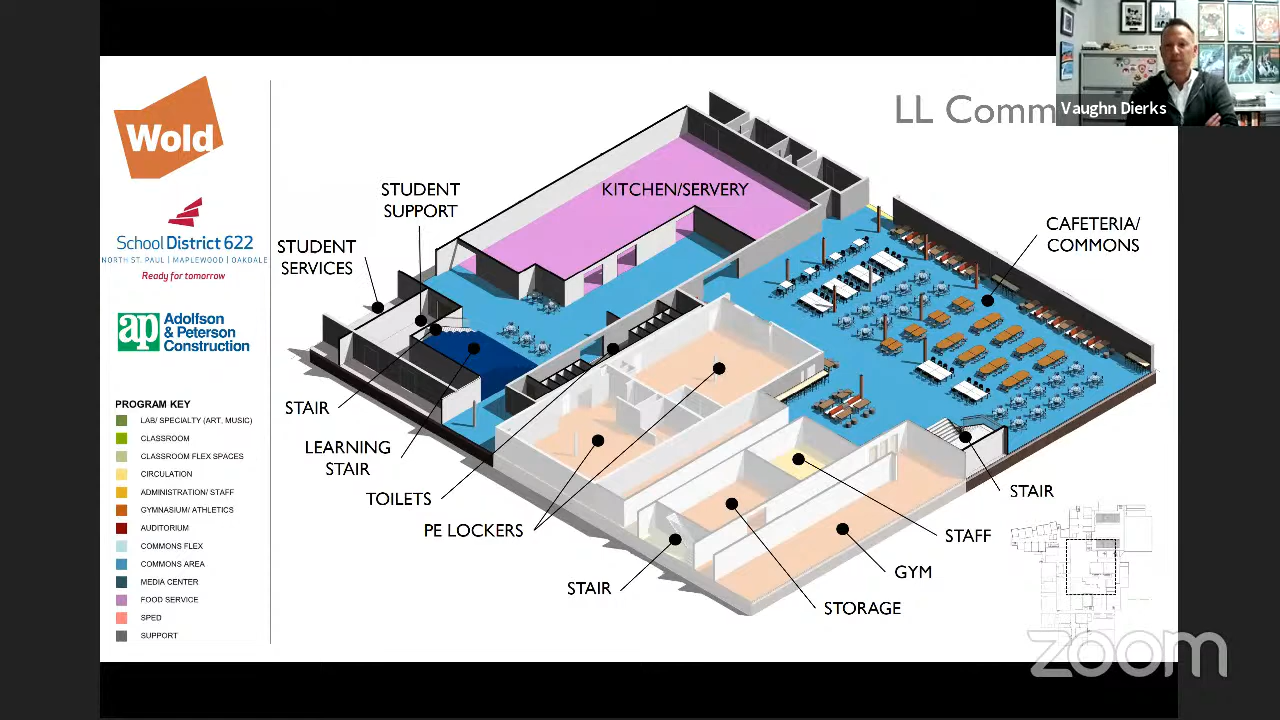 Wold
School District 622
NORTH ST. PAUL | MAPLEWOOD | OAKDALE
Ready for tomorrow
ap
Adolfson
& Peterson
Construction
PROGRAM KEY
LAB/ SPECIALTY (ART, MUSIC)
CLASSROOM
CLASSROOM FLEX SPACES
CIRCULATION
ADMINISTRATION/ STAFF
GYMNASIUM/ ATHLETICS
AUDITORIUM
COMMONS FLEX
COMMONS AREA
MEDIA CENTER
FOOD SERVICE
SPED
SUPPORT
LL Comm
Vaughn Dierks
STUDENT
SUPPORT
KITCHEN/SERVERY
STUDENT
SERVICES
CAFETERIA/
COMMONS
STAIR
LEARNING
STAIR
TOILETS
PE LOCKERS
STAIR
STAIR
STAFF
GYM
STORAGE
zoom